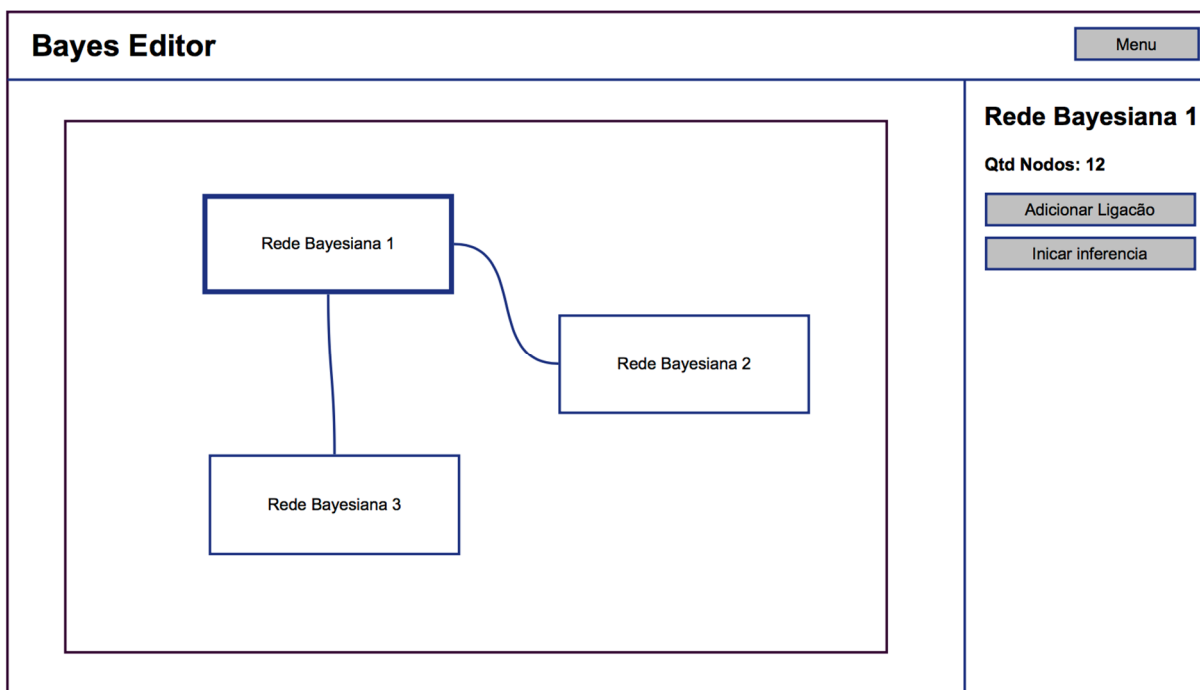 Bayes Editor
Menu
Rede Bayesiana 1
Qtd Nodos: 12
Adicionar Ligacão
Inicar inferencia
Rede Bayesiana 1
Rede Bayesiana 2
Rede Bayesiana 3